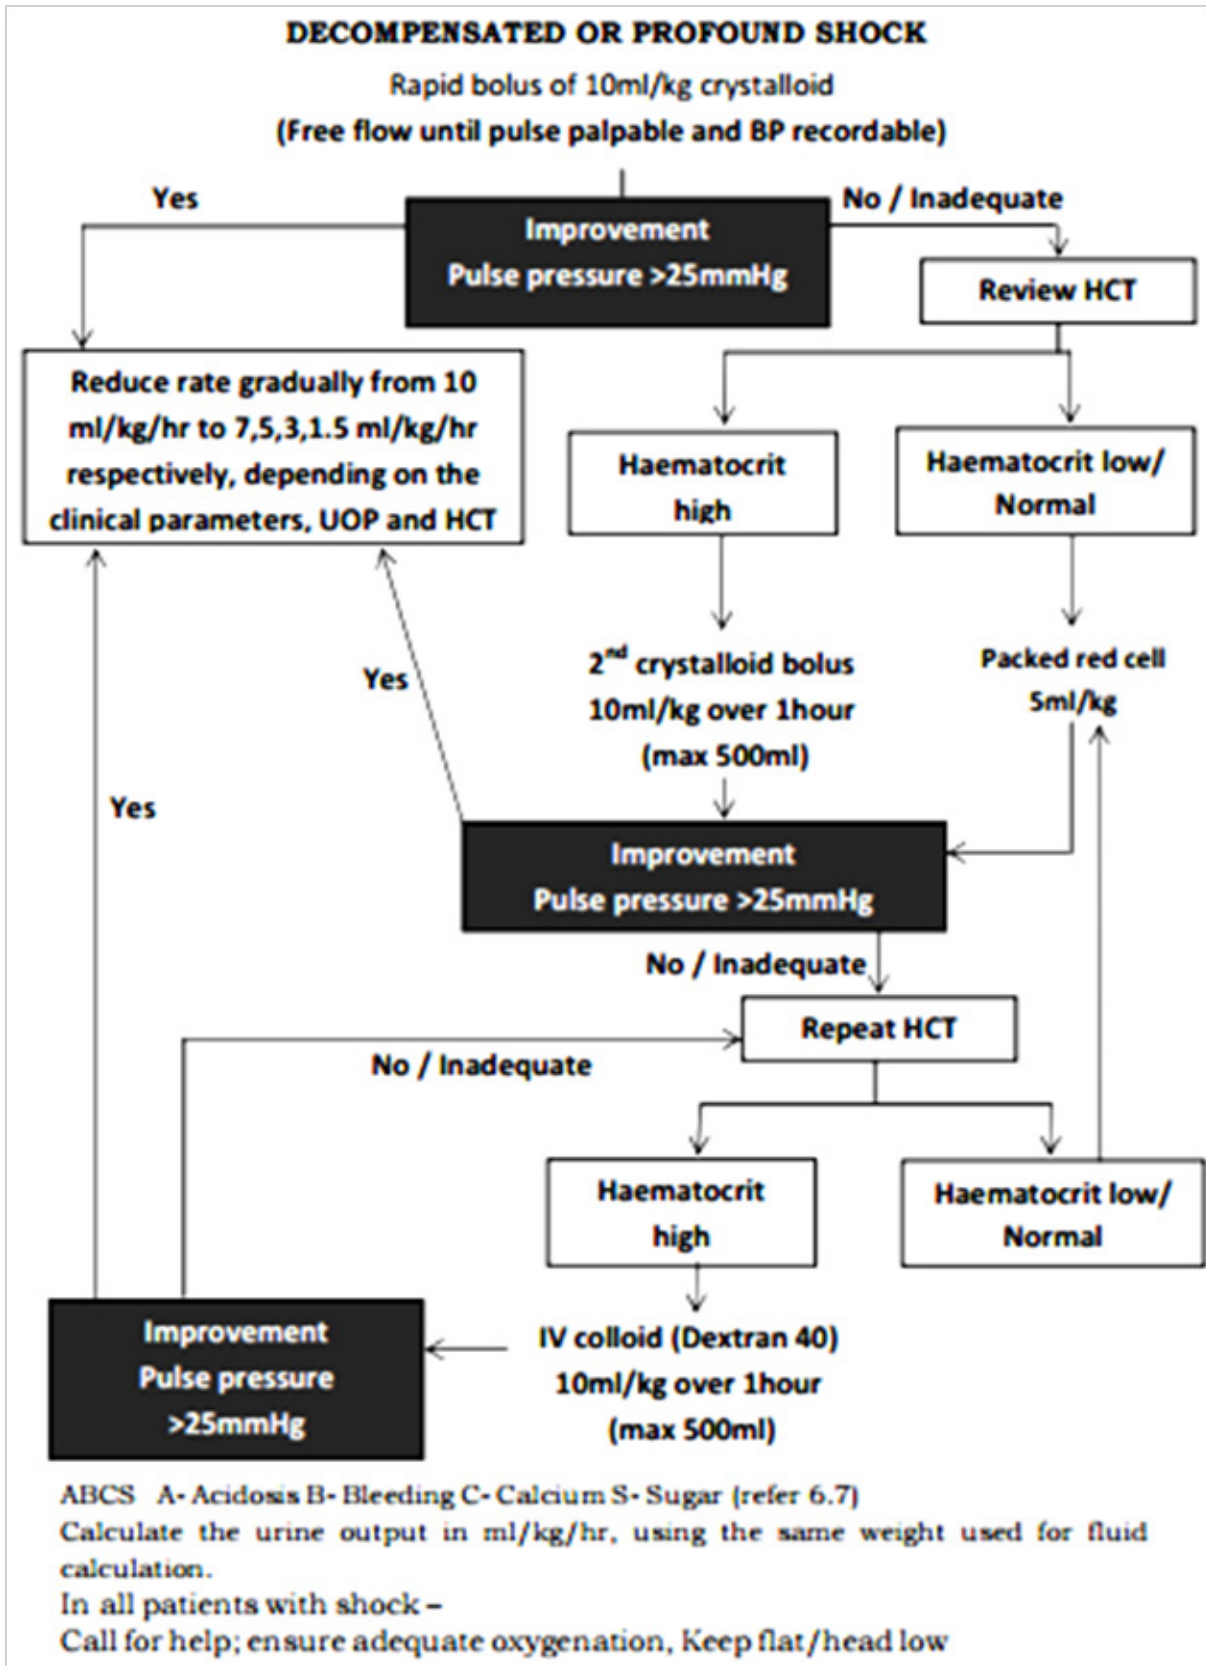 DECOMPENSATED OR PROFOUND SHOCK
Rapid bolus of 10ml/kg crystalloid
(Free flow until pulse palpable and BP recordable)
Yes
No / Inadequate
Improvement
Pulse pressure >25mmHg
Review HCT
Reduce rate gradually from 10
ml/kg/hr to 7,5,3,1.5 ml/kg/hr
respectively, depending on the
clinical parameters, UOP and HCT
Haematocrit
high
Haematocrit low/
Normal
2nd crystalloid bolus
10ml/kg over 1hour
(max 500ml)
Packed red cell
5ml/kg
Yes
Yes
Improvement
Pulse pressure >25mmHg
No / Inadequate
Repeat HCT
No / Inadequate
Haematocrit
high
Haematocrit low/
Normal
IV colloid (Dextran 40)
10ml/kg over 1hour
(max 500ml)
Improvement
Pulse pressure
>25mmHg
ABCS A- Acidosis B- Bleeding C- Calcium S- Sugar (refer 6.7)
Calculate the urine output in ml/kg/hr, using the same weight used for fluid
calculation.
In all patients with shock –
Call for help; ensure adequate oxygenation, Keep flat/head low